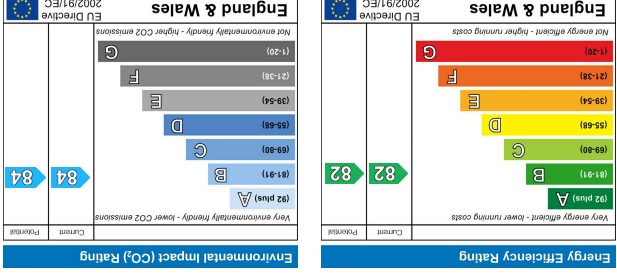 Energy Efficiency Rating
Current
Potential
Very energy efficient - lower running costs
(92 plus) A
(81-91) B
(69-80) C
(55-68) D
(39-54) E
(21-38) F
(1-20) G
82
82
Not energy efficient - higher running costs
England & Wales
EU Directive
2002/91/EC
Environmental Impact (CO₂) Rating
Current
Potential
Very environmentally friendly - lower CO2 emissions
(92 plus) A
(81-91) B
(69-80) C
(55-68) D
(39-54) E
(21-38) F
(1-20) G
84
84
Not environmentally friendly - higher CO2 emissions
England & Wales
EU Directive
2002/91/EC